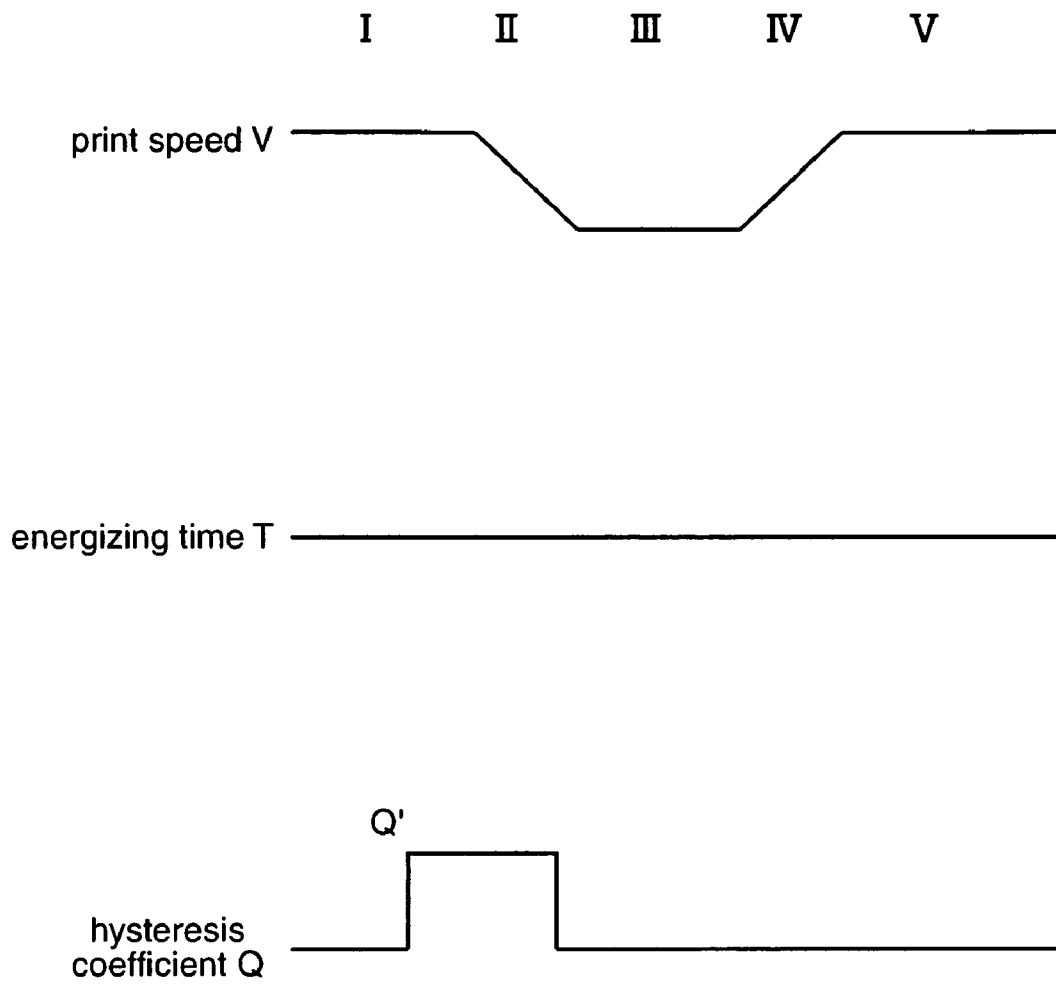 I II III IV V
print speed V
energizing time T
Q'
hysteresis
coefficient Q